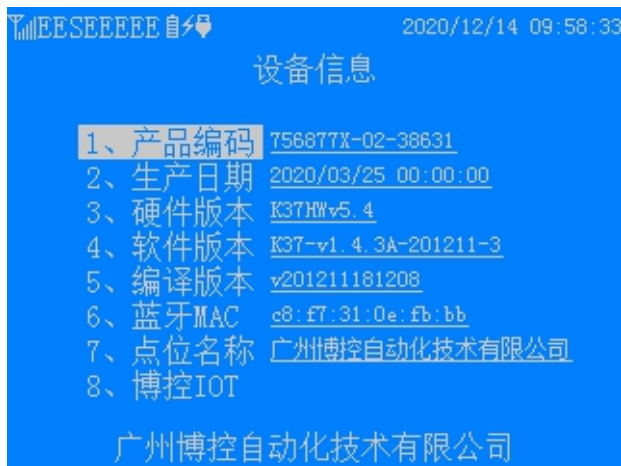 EESEEEEE 2020/12/14 09:58:33
设备信息
1、产品编码 756877X-02-38631
2、生产日期 2020/03/25 00:00:00
3、硬件版本 K37HWv5.4
4、软件版本 K37-v1.4.3A-201211-3
5、编译版本 v201211181208
6、蓝牙MAC c8:f7:31:0e:fb:bb
7、点位名称 广州博控自动化技术有限公司
8、博控IOT
广州博控自动化技术有限公司